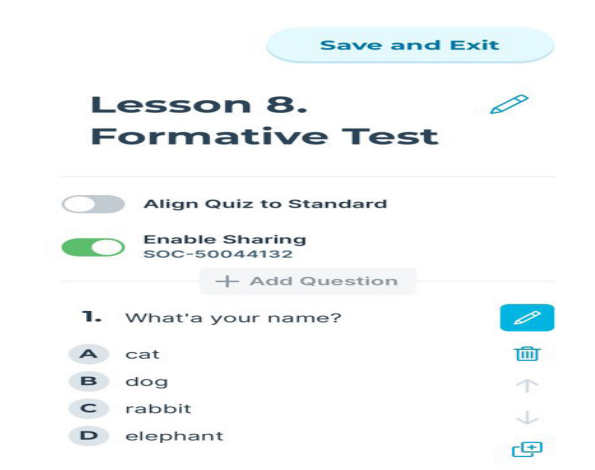 Save and Exit
Lesson 8.
Formative Test
Align Quiz to Standard
Enable Sharing
SOC-50044132
+ Add Question
1. What'a your name?
A cat
B dog
C rabbit
D elephant